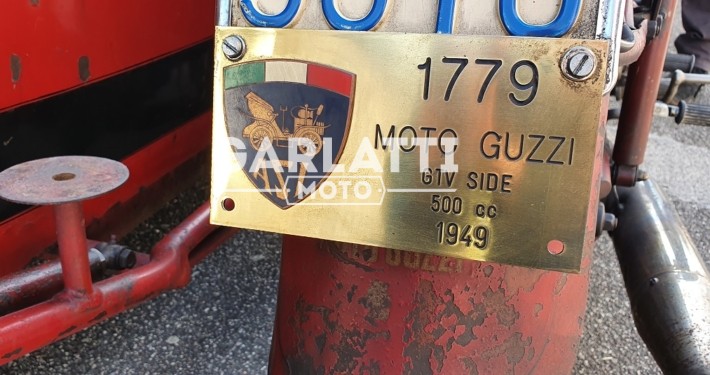 1779
MOTO GUZZI
GTV SIDE
500 cc
1949
GARLATTI
MOTO